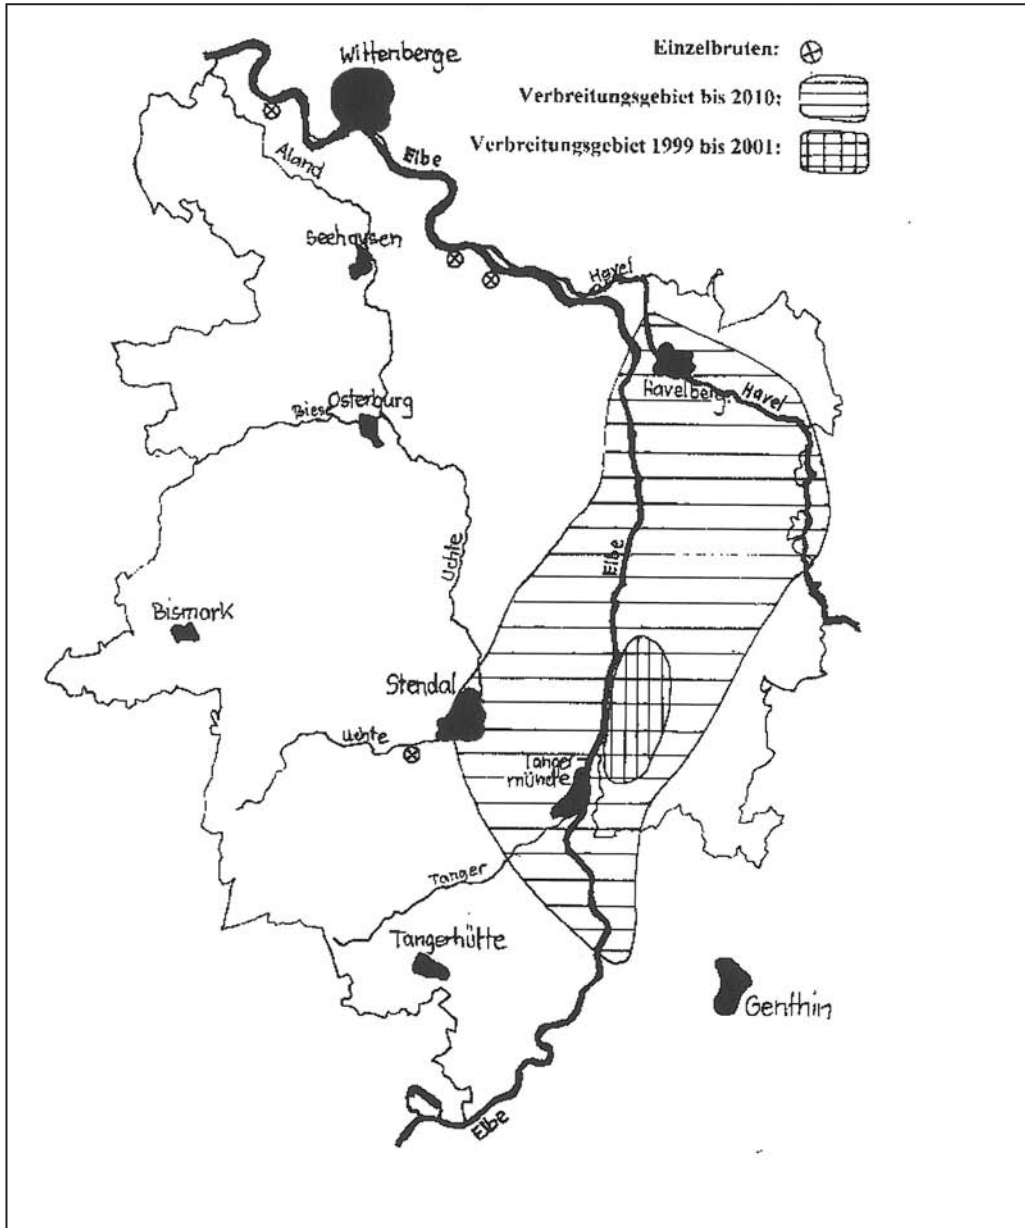 Wittenberge
Einzelbruten:
Verbreitungsgebiet bis 2010:
Verbreitungsgebiet 1999 bis 2001:
Aland
Elbe
Seehausen
Havel
Havelberg
Havel
Osterburg
Biese
Uchte
Elbe
Bismark
Stendal
Uchte
Tanger
münde
Tanger
Tangerhütte
Genthin
Elbe